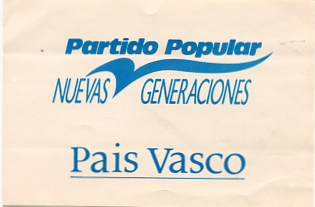 Partido Popular
NUEVAS GENERACIONES
Pais Vasco